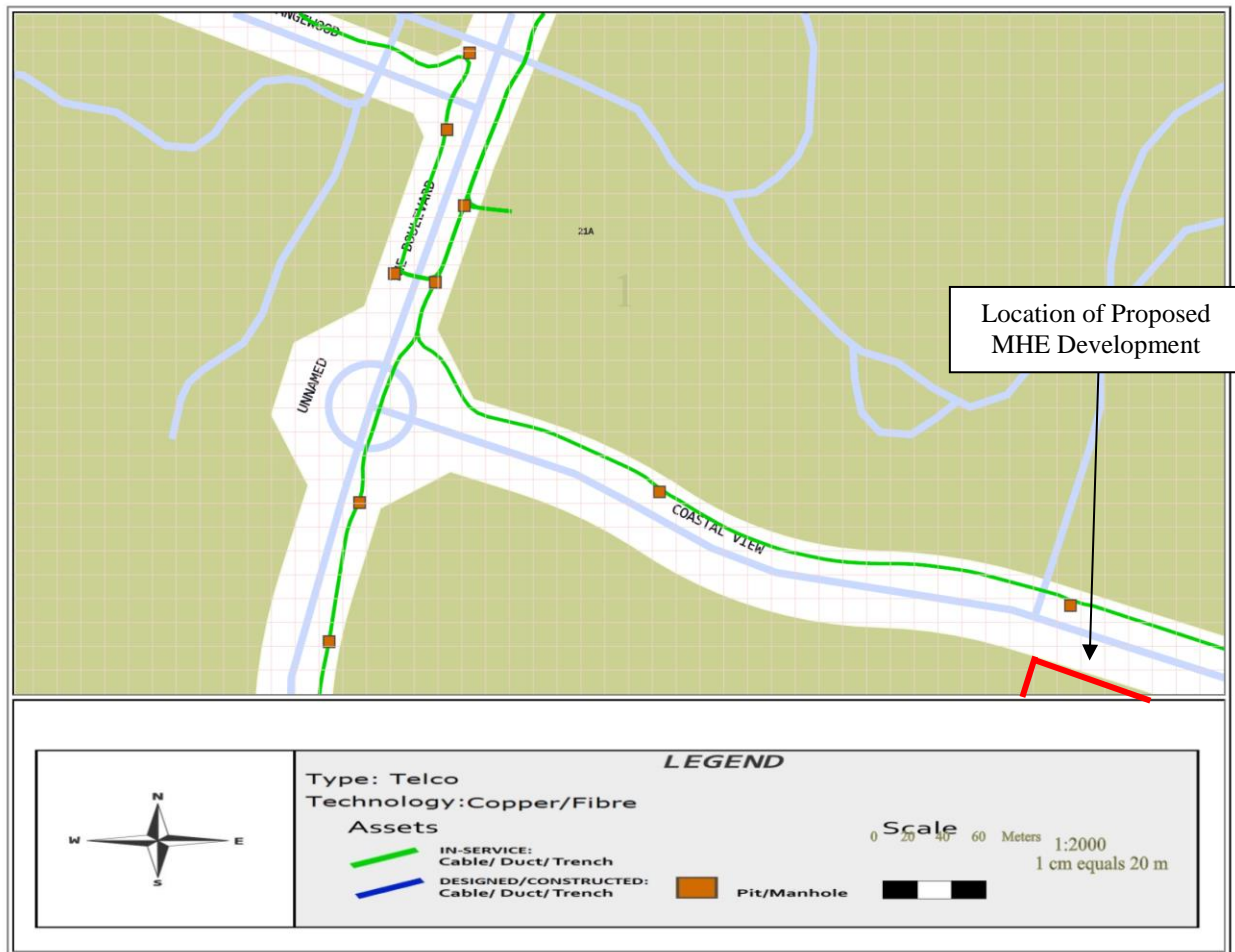 ANGEWOOD
BOULEVARD
21A
1
Location of Proposed
MHE Development
UNNAMED
COASTAL VIEW
LEGEND
Type: Telco
Technology:Copper/Fibre
Assets
IN-SERVICE:
Cable/ Duct/ Trench
DESIGNED/CONSTRUCTED:
Cable/ Duct/ Trench
Pit/Manhole
Scale
0 20 40 60 Meters
1:2000
1 cm equals 20 m
N
W E
S